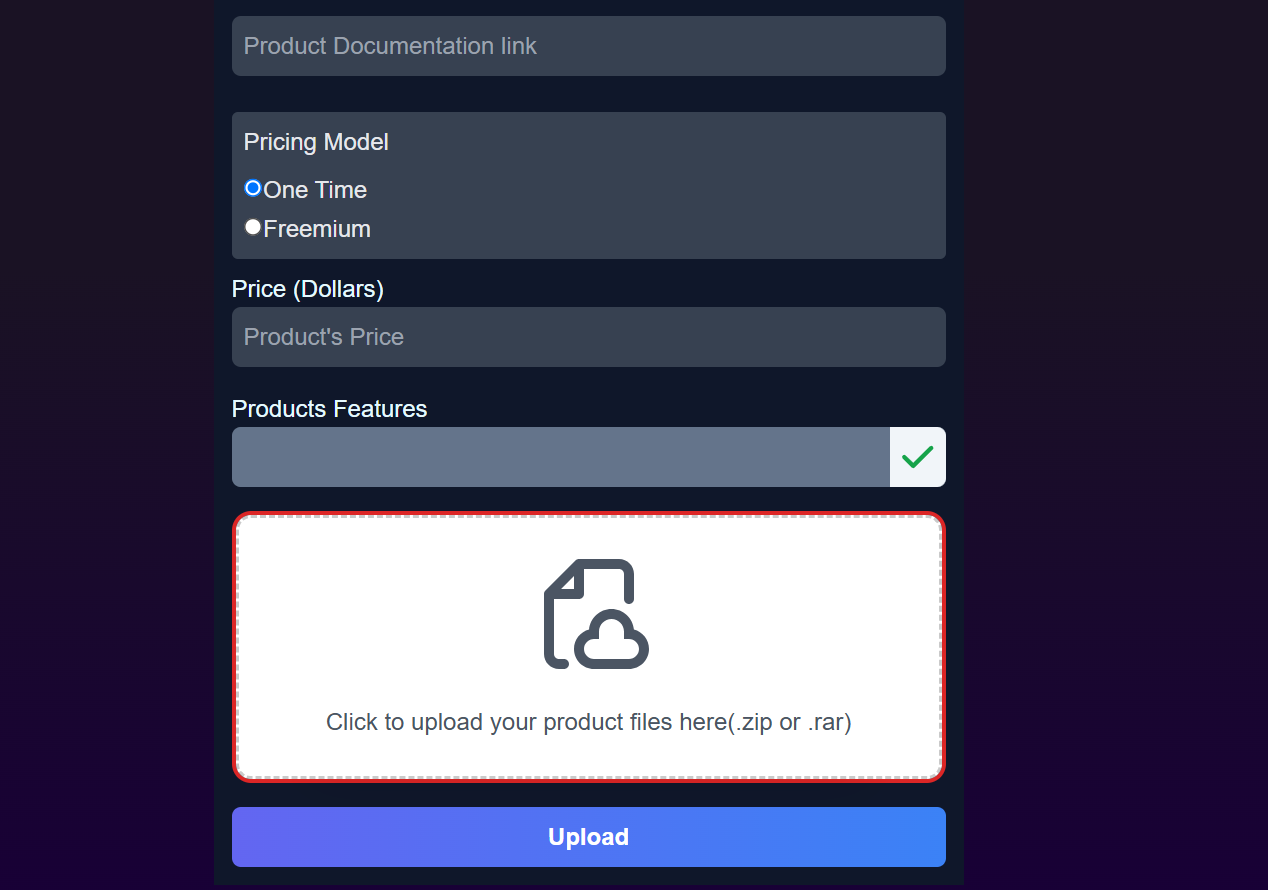 Product Documentation link
Pricing Model
One Time
Freemium
Price (Dollars)
Product's Price
Products Features
Click to upload your product files here(.zip or .rar)
Upload